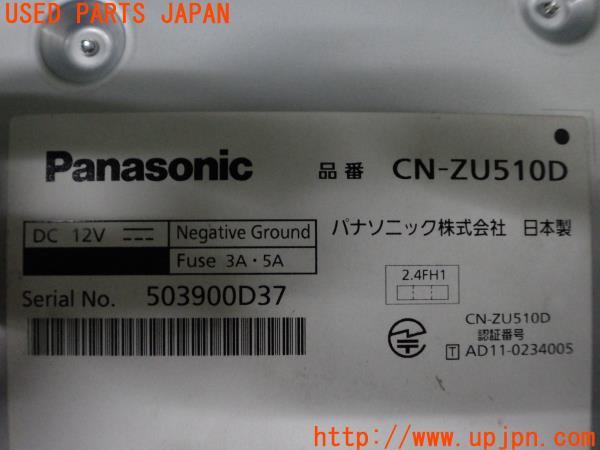 USED PARTS JAPAN
Panasonic 品番 CN-ZU510D
DC 12V Negative Ground
Fuse 3A・5A
パナソニック株式会社 日本製
Serial No. 503900D37
2.4FH1
CN-ZU510D
認証番号
T AD11-0234005
http://www.upjpn.com